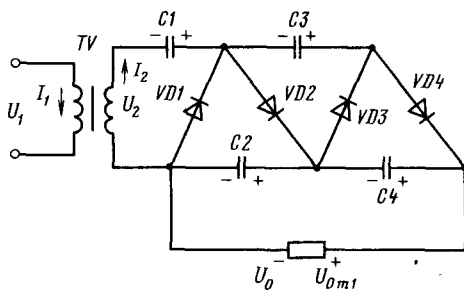 C1 C3
TV
− + − +
I₂
I₁ U₂ VD1 VD2 VD3 VD4
U₁
C2
− + − +
C4
− +
U₀ U₀ₘ₁